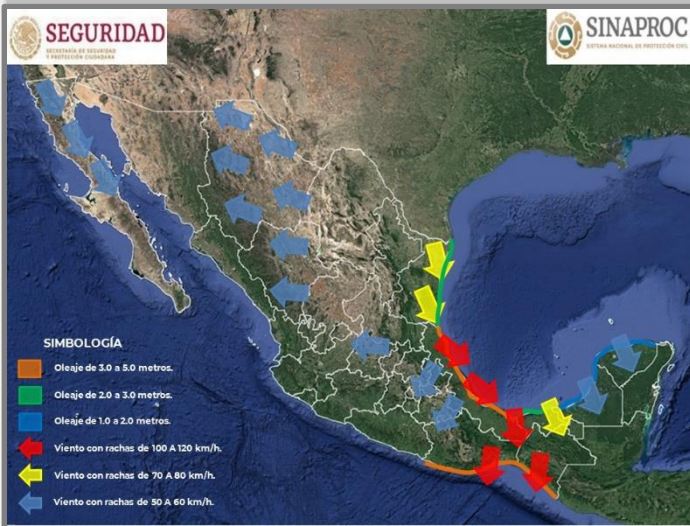 SEGURIDAD
SECRETARÍA DE SEGURIDAD
Y PROTECCIÓN CIUDADANA
SINAPROC
SISTEMA NACIONAL DE PROTECCIÓN CIVIL
SIMBOLOGÍA
Oleaje de 3.0 a 5.0 metros.
Oleaje de 2.0 a 3.0 metros.
Oleaje de 1.0 a 2.0 metros.
Viento con rachas de 100 A 120 km/h.
Viento con rachas de 70 A 80 km/h.
Viento con rachas de 50 A 60 km/h.